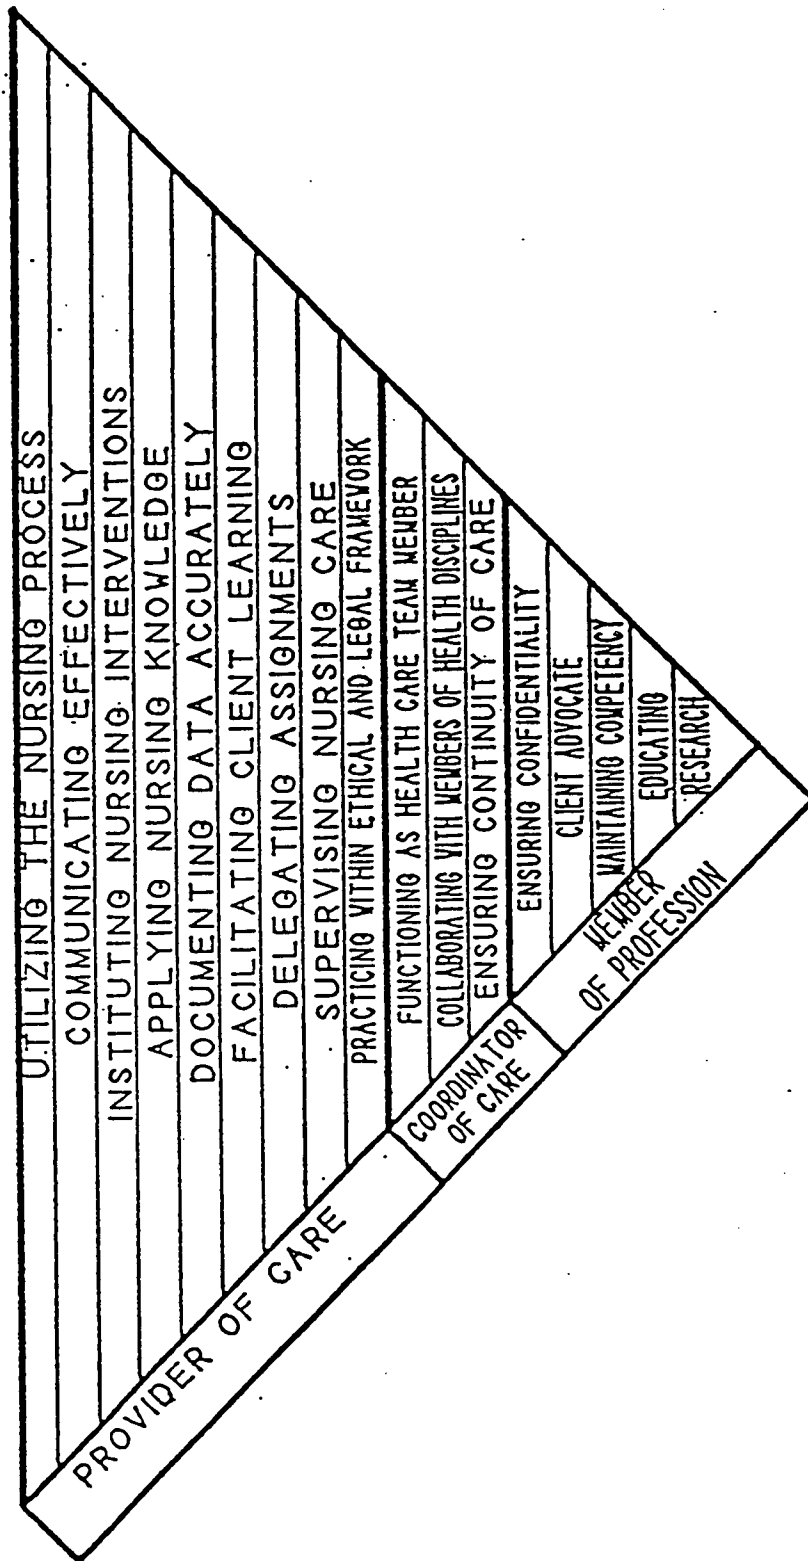 UTILIZING THE NURSING PROCESS
COMMUNICATING EFFECTIVELY
INSTITUTING NURSING INTERVENTIONS
APPLYING NURSING KNOWLEDGE
DOCUMENTING DATA ACCURATELY
FACILITATING CLIENT LEARNING
DELEGATING ASSIGNMENTS
SUPERVISING NURSING CARE
PRACTICING WITHIN ETHICAL AND LEGAL FRAMEWORK
FUNCTIONING AS HEALTH CARE TEAM MEMBER
COLLABORATING WITH MEMBERS OF HEALTH DISCIPLINES
ENSURING CONTINUITY OF CARE
ENSURING CONFIDENTIALITY
CLIENT ADVOCATE
MAINTAINING COMPETENCY
EDUCATING
RESEARCH
PROVIDER OF CARE
COORDINATOR
OF CARE
MEMBER
OF PROFESSION